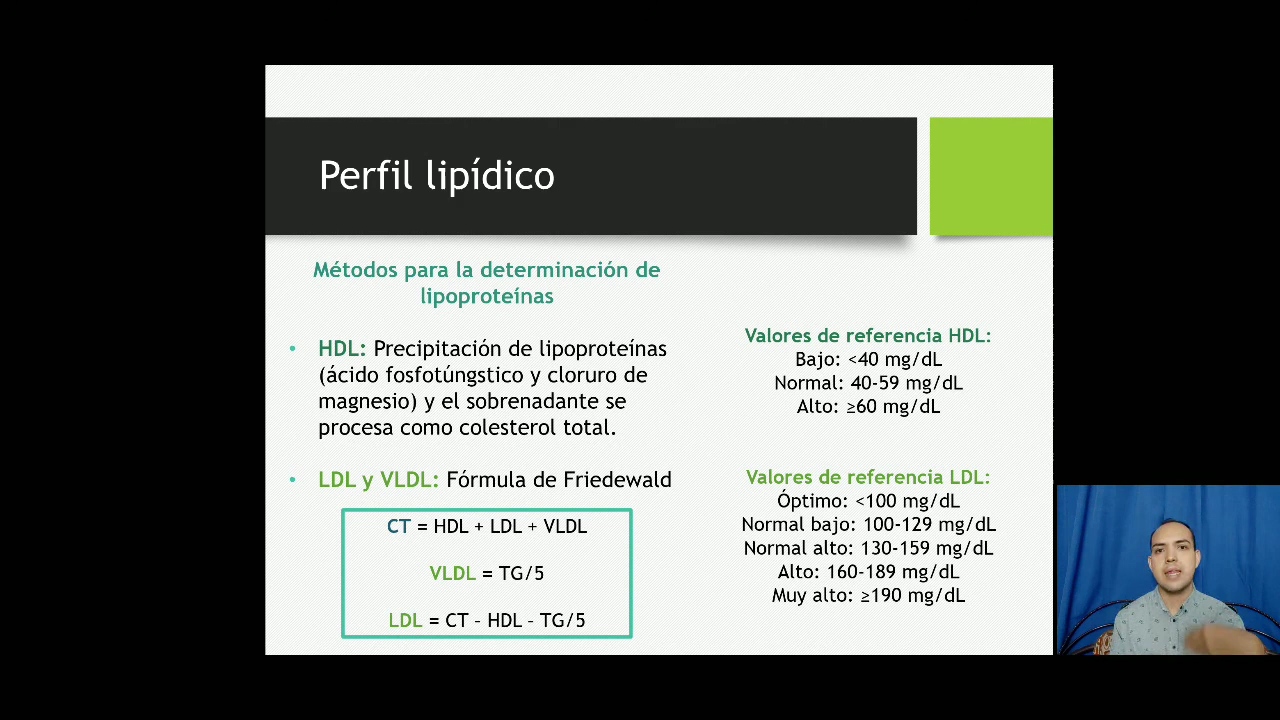 Perfil lipídico
Métodos para la determinación de
lipoproteínas
• HDL: Precipitación de lipoproteínas
(ácido fosfotúngstico y cloruro de
magnesio) y el sobrenadante se
procesa como colesterol total.
• LDL y VLDL: Fórmula de Friedewald
CT = HDL + LDL + VLDL
VLDL = TG/5
LDL = CT – HDL – TG/5
Valores de referencia HDL:
Bajo: <40 mg/dL
Normal: 40-59 mg/dL
Alto: ≥60 mg/dL
Valores de referencia LDL:
Óptimo: <100 mg/dL
Normal bajo: 100-129 mg/dL
Normal alto: 130-159 mg/dL
Alto: 160-189 mg/dL
Muy alto: ≥190 mg/dL